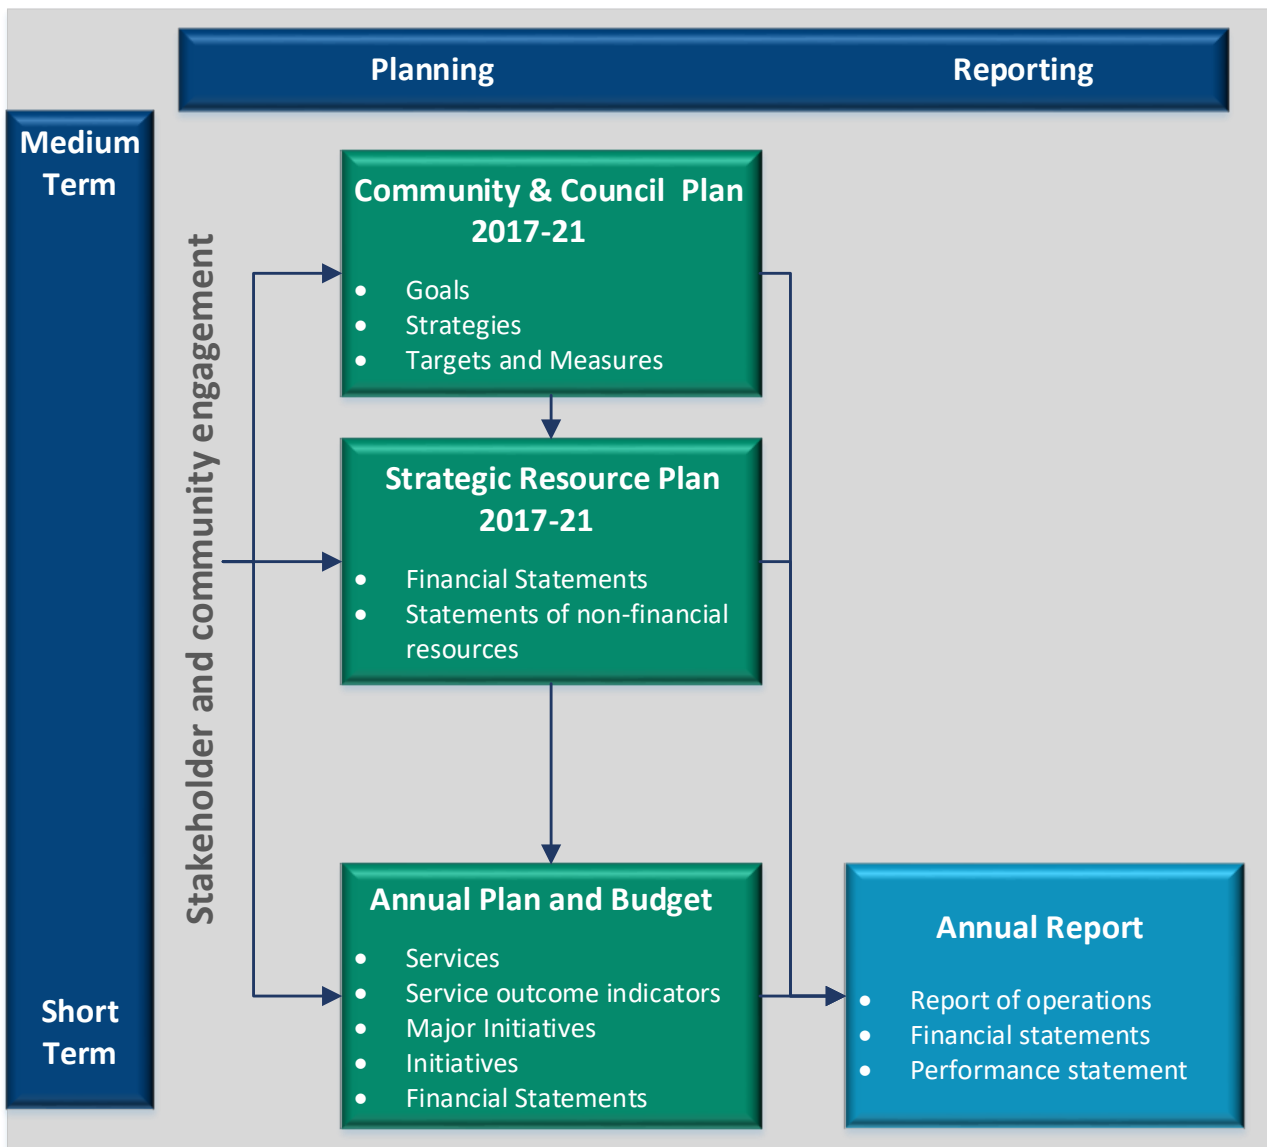 Planning
Reporting
Medium
Term
Stakeholder and community engagement
Community & Council Plan
2017-21
• Goals
• Strategies
• Targets and Measures
Strategic Resource Plan
2017-21
• Financial Statements
• Statements of non-financial
resources
Short
Term
Annual Plan and Budget
• Services
• Service outcome indicators
• Major Initiatives
• Initiatives
• Financial Statements
Annual Report
• Report of operations
• Financial statements
• Performance statement